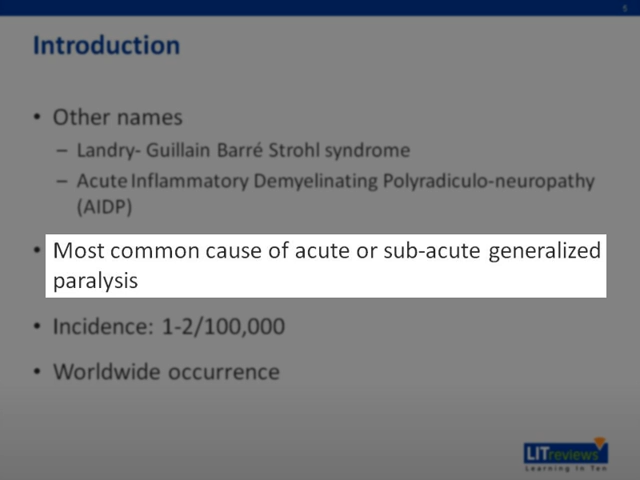 5
Introduction
• Other names
– Landry- Guillain Barré Strohl syndrome
– Acute Inflammatory Demyelinating Polyradiculo-neuropathy
(AIDP)
• Most common cause of acute or sub-acute generalized
paralysis
• Incidence: 1-2/100,000
• Worldwide occurrence
LITreviews
Learning In Ten